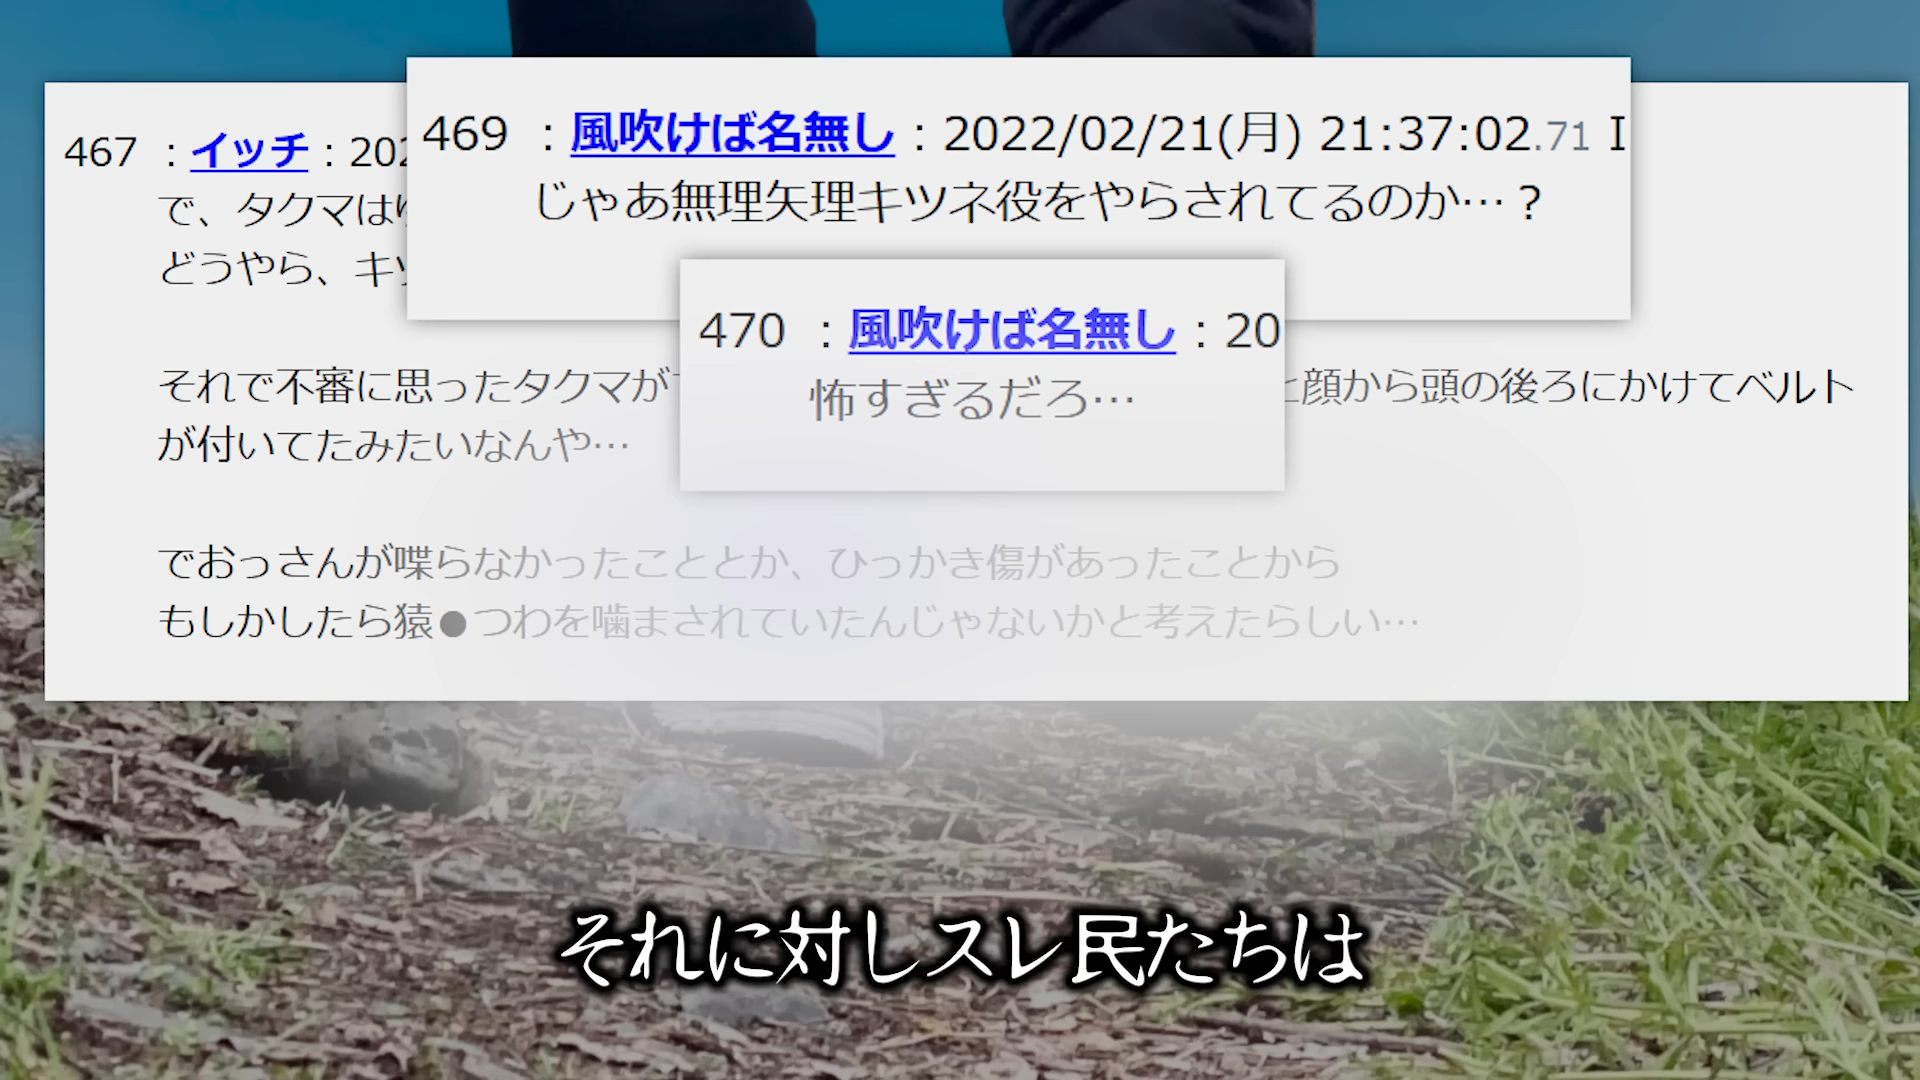 467 ：イッチ：202
で、タクマは
どうやら、キツ
それで不審に思ったタクマが
と顔から頭の後ろにかけてベルト
が付いてたみたいなんや…
でおっさんが喋らなかったこととか、ひっかき傷があったことから
もしかしたら猿●つわを噛まされていたんじゃないかと考えたらしい…
469 ：風吹けば名無し：2022/02/21(月) 21:37:02.71 I
じゃあ無理矢理キツネ役をやらされてるのか…？
470 ：風吹けば名無し：20
怖すぎるだろ…
それに対しスレ民たちは